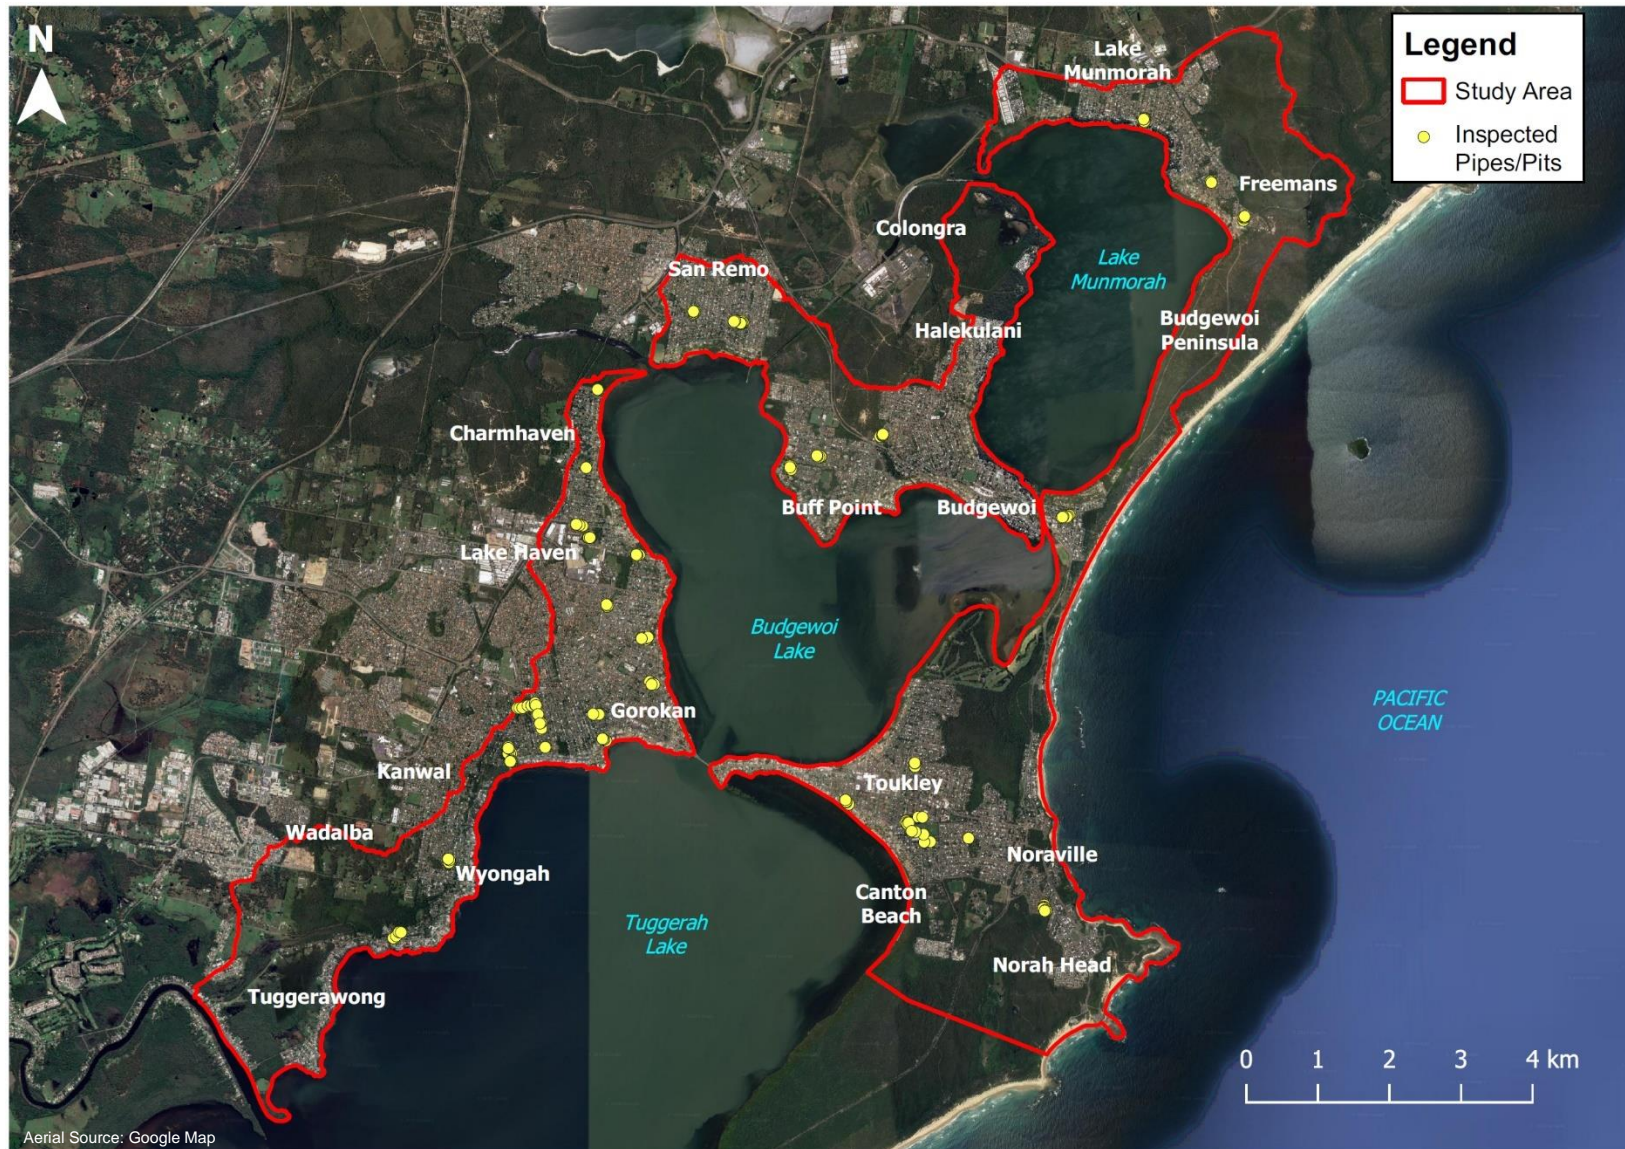 N
Legend
Study Area
Inspected
Pipes/Pits
Lake
Munmorah
Freemans
Colongra
Lake
Munmorah
San Remo
Halekulani
Budgewoi
Peninsula
Charmhaven
Buff Point
Budgewoi
Lake Haven
Budgewoi
Lake
PACIFIC
OCEAN
Gorokan
Kanwal
Toukley
Wadalba
Noraville
Wyongah
Canton
Beach
Tuggerah
Lake
Norah Head
Tuggerawong
0 1 2 3 4 km
Aerial Source: Google Map